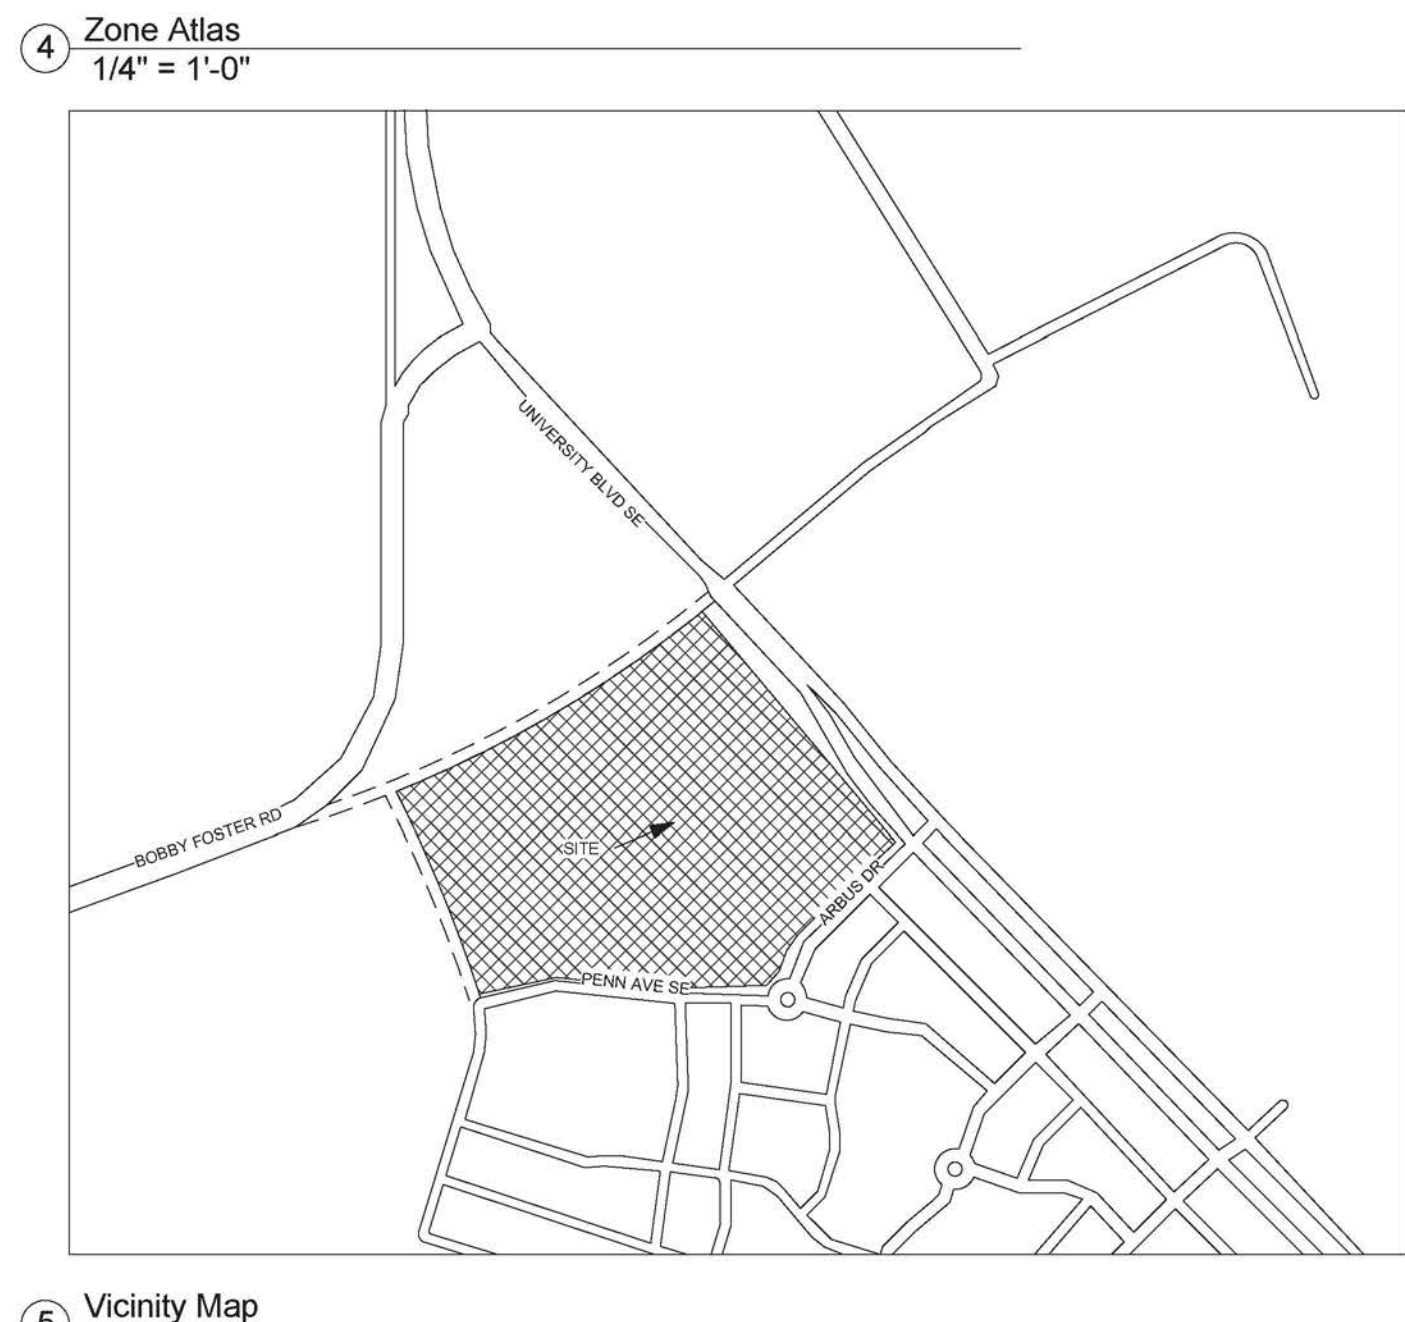 4
Zone Atlas
1/4" = 1'-0"
UNIVERSITY BLVD SE
BOBBY FOSTER RD
SITE
ARBUS DR
PENN AVE SE
5
Vicinity Map